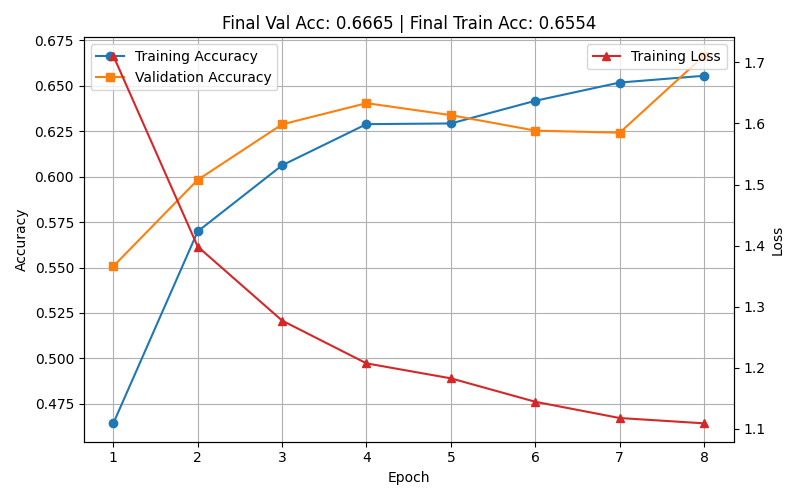 Final Val Acc: 0.6665 | Final Train Acc: 0.6554
Training Accuracy
Validation Accuracy
Training Loss
0.675
0.650
0.625
0.600
0.575
0.550
0.525
0.500
0.475
Accuracy
1.7
1.6
1.5
1.4
1.3
1.2
1.1
Loss
1 2 3 4 5 6 7 8
Epoch